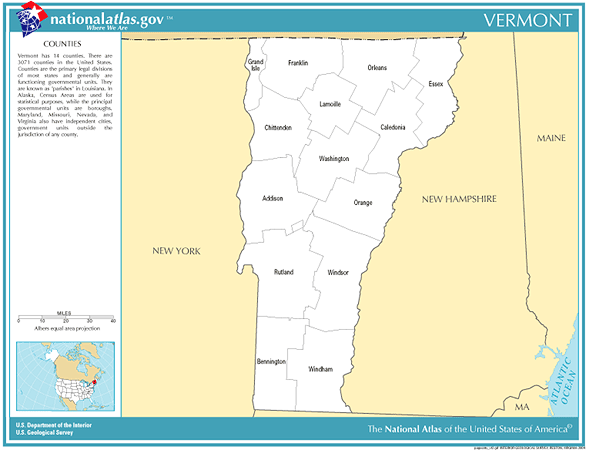 nationalatlas.gov™
Where We Are
VERMONT
COUNTIES
Vermont has 14 counties. There are
3071 counties in the United States.
Counties are the primary legal divisions
of most states and generally are
functioning governmental units. They
are known as "parishes" in Louisiana. In
Alaska, Census Areas are used for
statistical purposes, while the principal
governmental units are boroughs.
Maryland, Missouri, Nevada, and
Virginia also have independent cities,
government units outside the
jurisdiction of any county.
Grand
Isle
Franklin
Orleans
Essex
Lamoille
Chittenden
Caledonia
Washington
MAINE
Addison
Orange
NEW HAMPSHIRE
NEW YORK
Rutland
Windsor
MILES
0 10 20 30 40
Albers equal area projection
Bennington
Windham
ATLANTIC
OCEAN
MA
U.S. Department of the Interior
U.S. Geological Survey
The National Atlas of the United States of America®